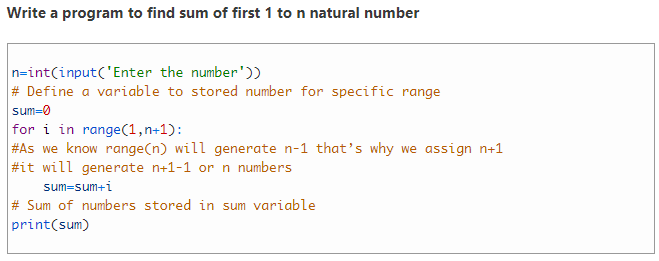 Write a program to find sum of first 1 to n natural number
n=int(input('Enter the number'))
# Define a variable to stored number for specific range
sum=0
for i in range(1,n+1):
#As we know range(n) will generate n-1 that’s why we assign n+1
#it will generate n+1-1 or n numbers
    sum=sum+i
# Sum of numbers stored in sum variable
print(sum)